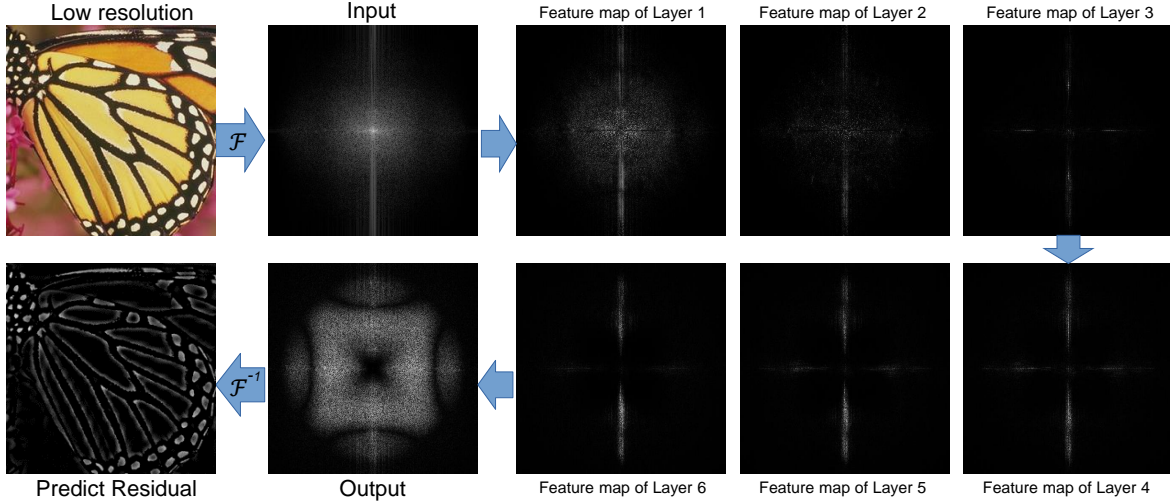 Low resolution
Input
Feature map of Layer 1
Feature map of Layer 2
Feature map of Layer 3
ℱ
ℱ⁻¹
Predict Residual
Output
Feature map of Layer 6
Feature map of Layer 5
Feature map of Layer 4